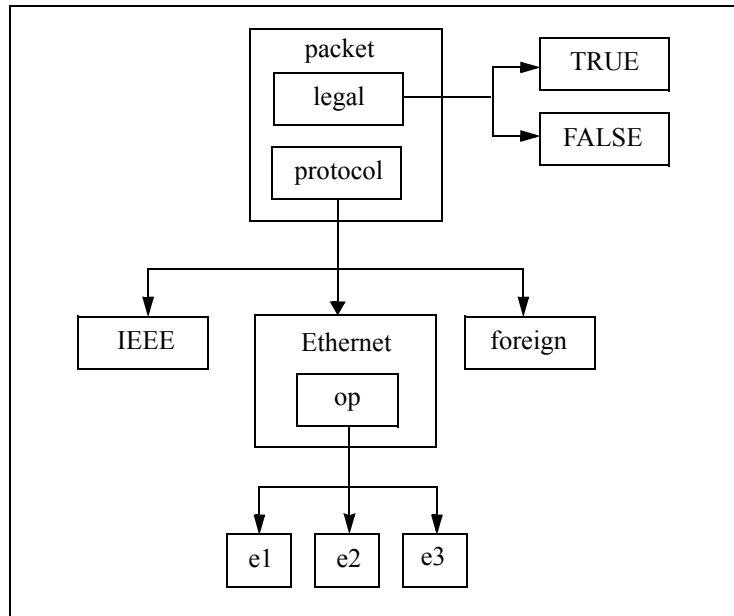 packet
legal
TRUE
FALSE
protocol
IEEE
Ethernet
foreign
op
e1
e2
e3